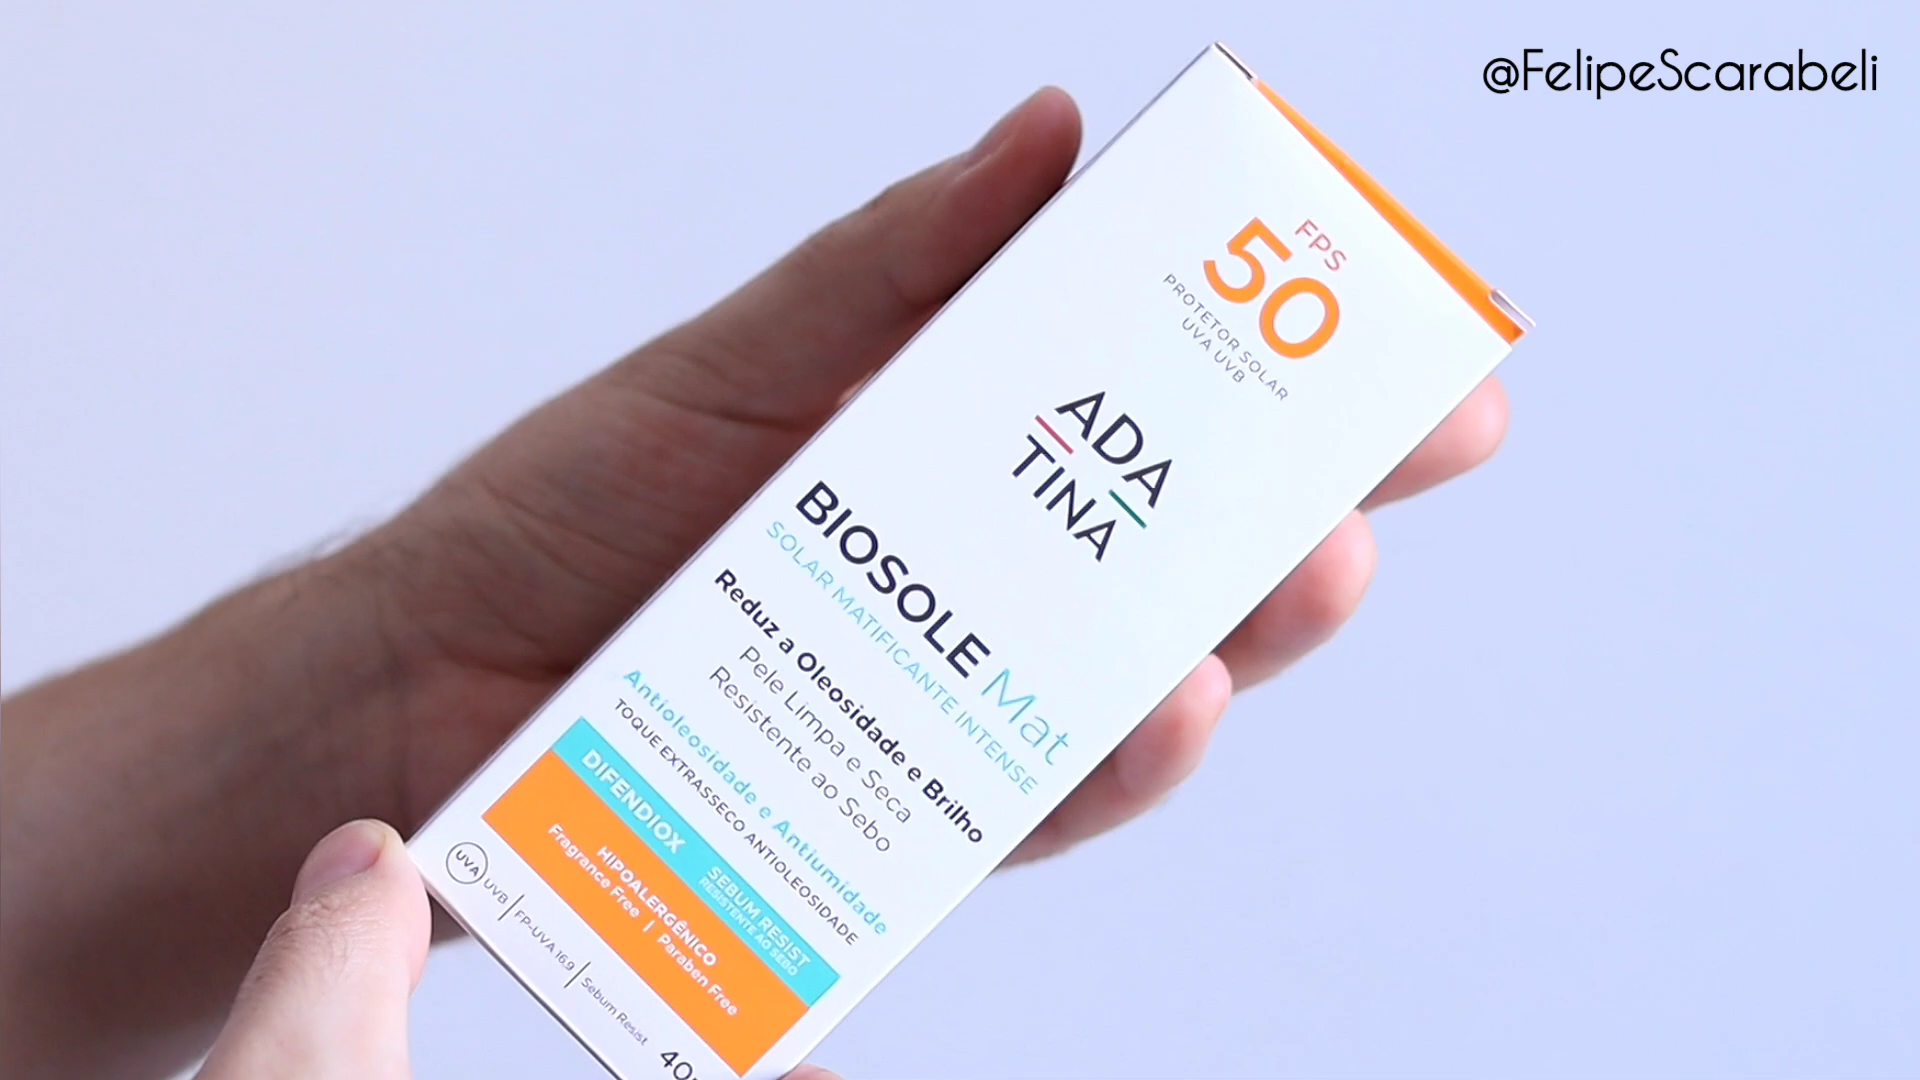 @FelipeScarabeli
FPS
50
PROTETOR SOLAR
UVA UVB
ADA
TINA
BIOSOLE Mat
SOLAR MATIFICANTE INTENSE
Reduz a Oleosidade e Brilho
Pele Limpa e Seca
Resistente ao Sebo
Antioleosidade e Antiumidade
TOQUE EXTRASSECO ANTIOLEOSIDADE
DIFENDIOX
SEBUM RESIST
RESISTENTE AO SEBO
HIPOALERGÊNICO
Fragrance Free | Paraben Free
UVA UVB | FP-UVA 16.9 | Sebum Resist